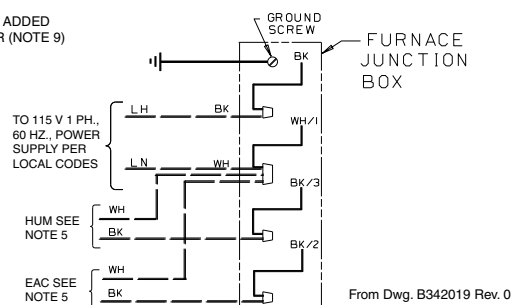 ADDED
R (NOTE 9)
GROUND
SCREW
FURNACE
JUNCTION
BOX
BK
LH BK
TO 115 V 1 PH.,
60 HZ., POWER
SUPPLY PER
LOCAL CODES
WH/1
LN WH
BK/3
WH
HUM SEE
NOTE 5
BK
BK/2
WH
EAC SEE
NOTE 5
BK
From Dwg. B342019 Rev. 0